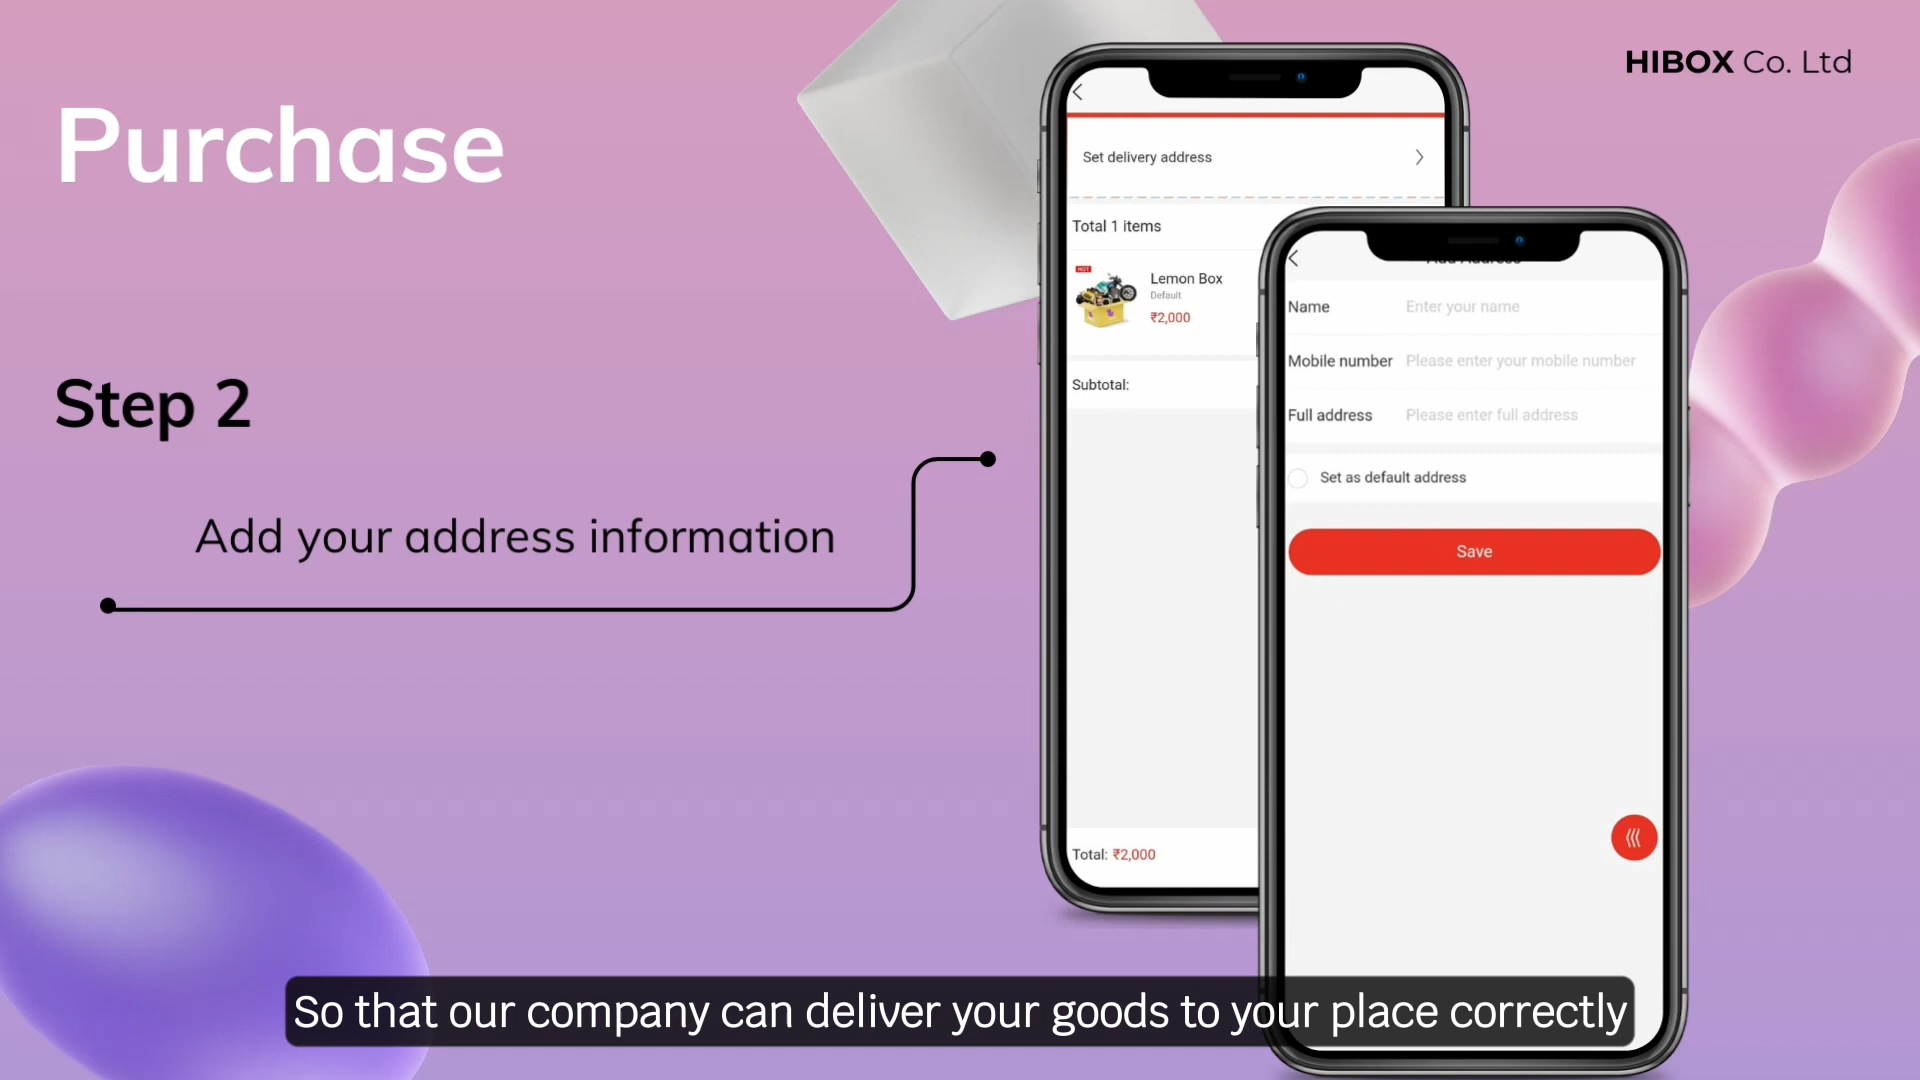 HIBOX Co. Ltd
Purchase
Step 2
Add your address information
Set delivery address
Total 1 items
HOT
Lemon Box
Default
₹2,000
Subtotal:
Total: ₹2,000
Add Address
Name Enter your name
Mobile number Please enter your mobile number
Full address Please enter full address
Set as default address
Save
So that our company can deliver your goods to your place correctly